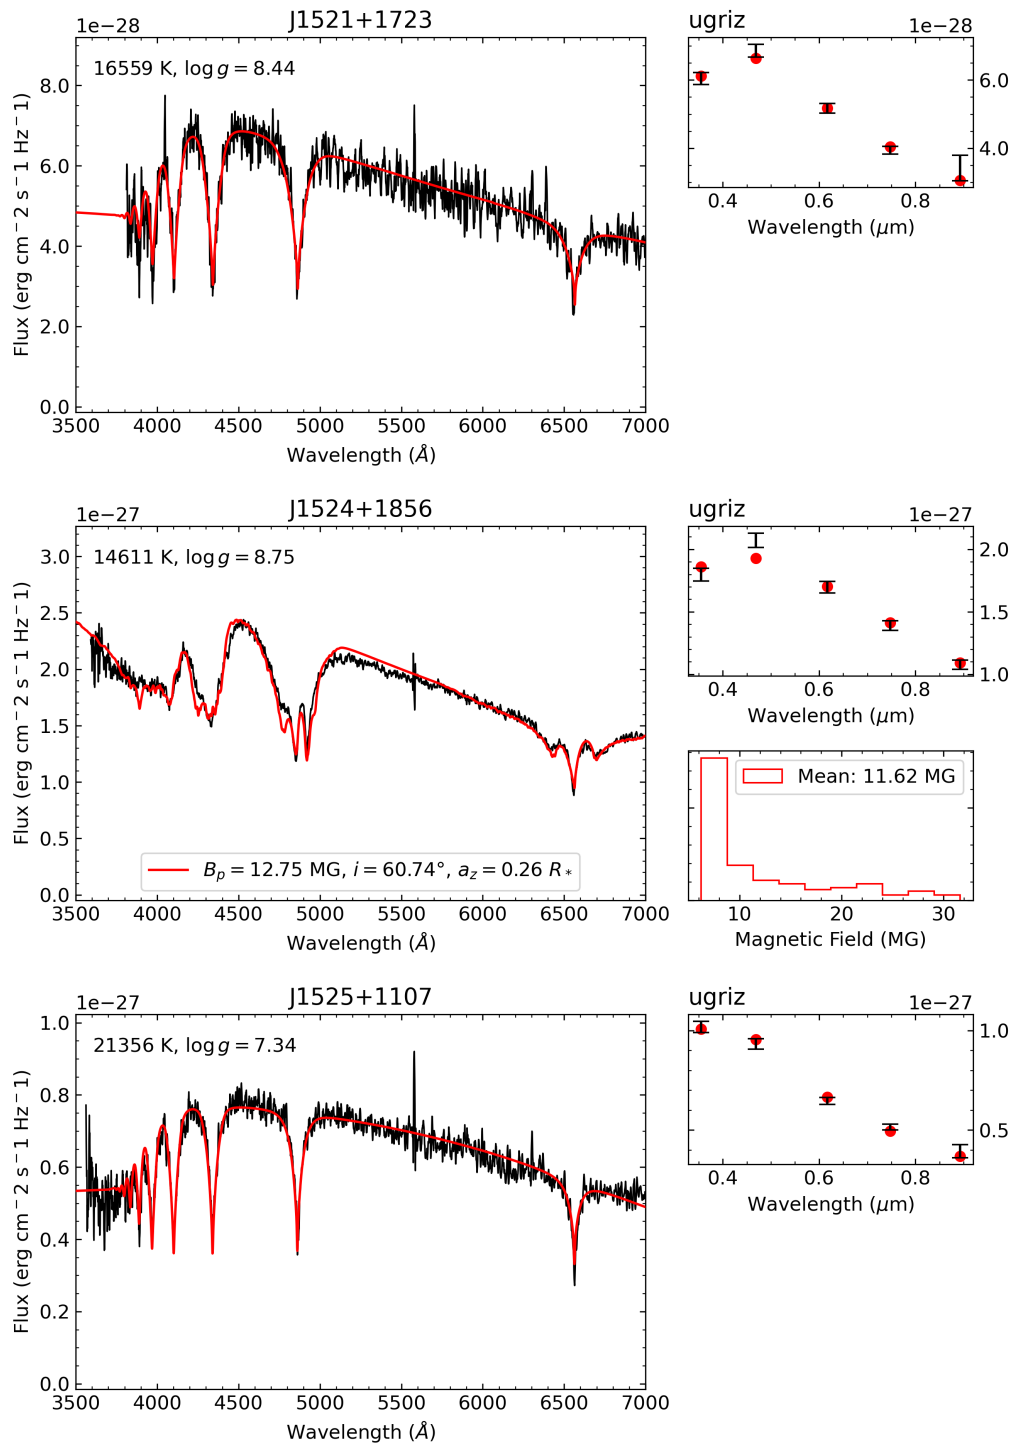 J1521+1723
1e−28
16559 K, log g = 8.44
8.0
6.0
4.0
2.0
0.0
3500 4000 4500 5000 5500 6000 6500 7000
Wavelength (Å)
Flux (erg cm−2 s−1 Hz−1)
ugriz
1e−28
6.0
4.0
0.4 0.6 0.8
Wavelength (μm)
J1524+1856
1e−27
14611 K, log g = 8.75
3.0
2.5
2.0
1.5
1.0
0.5
0.0
B_p = 12.75 MG, i = 60.74°, a_z = 0.26 R_*
3500 4000 4500 5000 5500 6000 6500 7000
Wavelength (Å)
Flux (erg cm−2 s−1 Hz−1)
ugriz
1e−27
2.0
1.5
1.0
0.4 0.6 0.8
Wavelength (μm)
Mean: 11.62 MG
10 20 30
Magnetic Field (MG)
J1525+1107
1e−27
21356 K, log g = 7.34
1.0
0.8
0.6
0.4
0.2
0.0
3500 4000 4500 5000 5500 6000 6500 7000
Wavelength (Å)
Flux (erg cm−2 s−1 Hz−1)
ugriz
1e−27
1.0
0.5
0.4 0.6 0.8
Wavelength (μm)